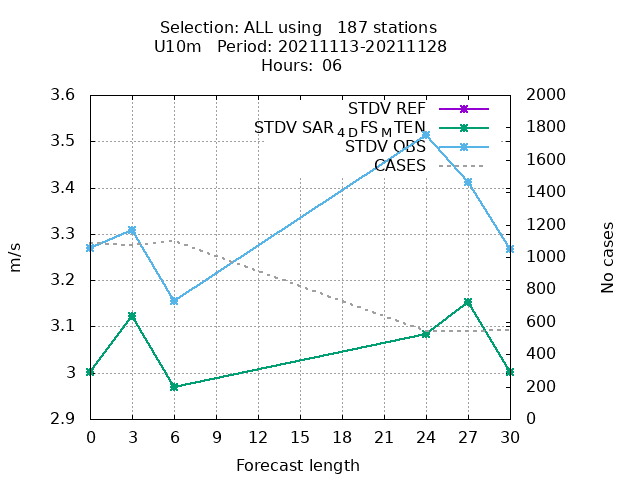 Selection: ALL using   187 stations
U10m   Period: 20211113-20211128
Hours:  06
STDV REF
STDV SAR4DFSMTEN
STDV OBS
CASES
3.6
3.5
3.4
3.3
3.2
3.1
3
2.9
m/s
2000
1800
1600
1400
1200
1000
800
600
400
200
0
No cases
0 3 6 9 12 15 18 21 24 27 30
Forecast length